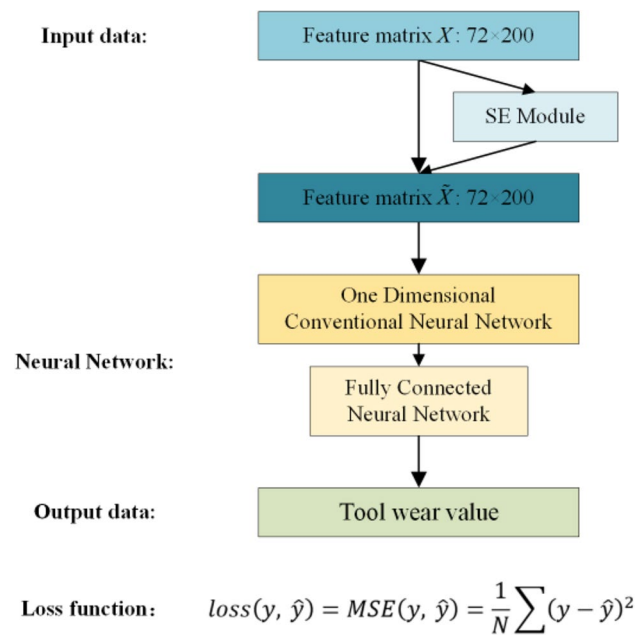 Input data:
Feature matrix X: 72×200
SE Module
Feature matrix X̃: 72×200
One Dimensional
Conventional Neural Network
Neural Network:
Fully Connected
Neural Network
Output data:
Tool wear value
Loss function：
loss(y, ŷ) = MSE(y, ŷ) = 1/N ∑(y − ŷ)²